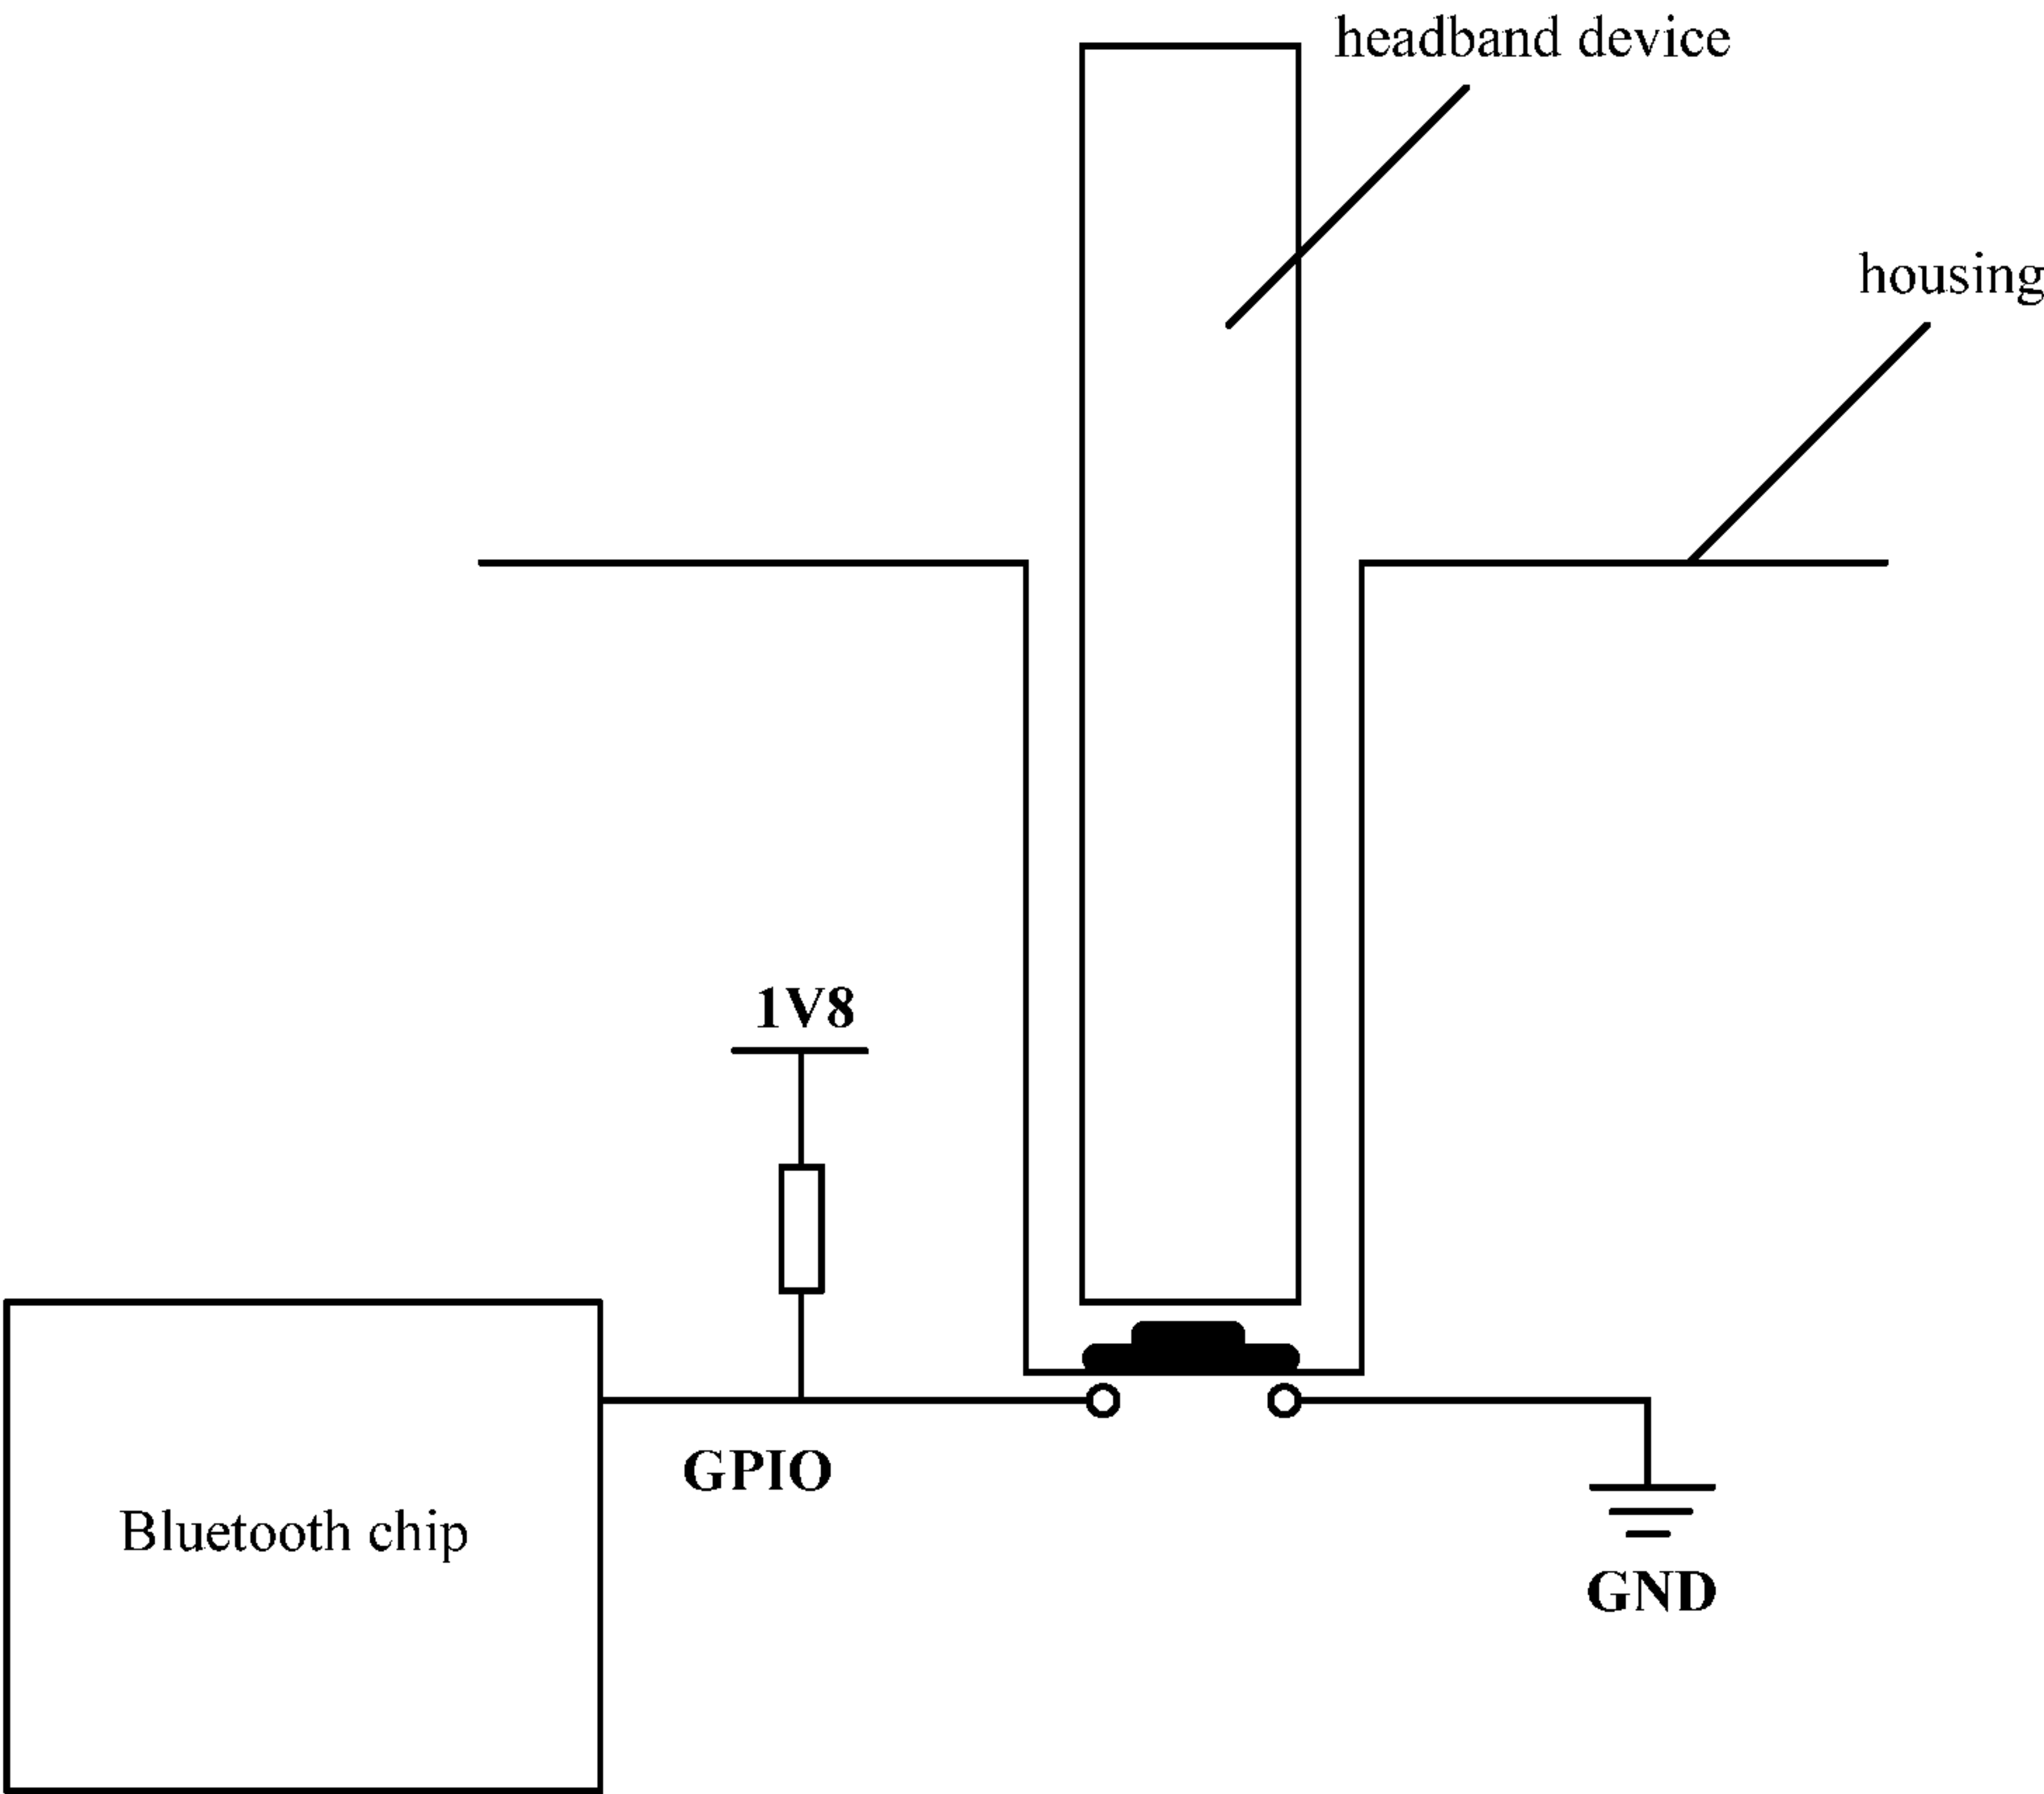 headband device
housing
1V8
GPIO
Bluetooth chip
GND